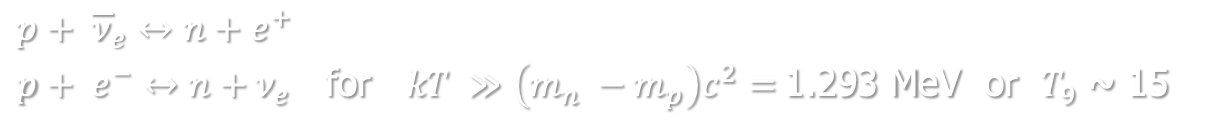 p + ν̅ₑ ⇔ n + e⁺
p + e⁻ ⇔ n + νₑ for kT ≫ (mₙ − mₚ)c² = 1.293 MeV or T₉ ~ 15